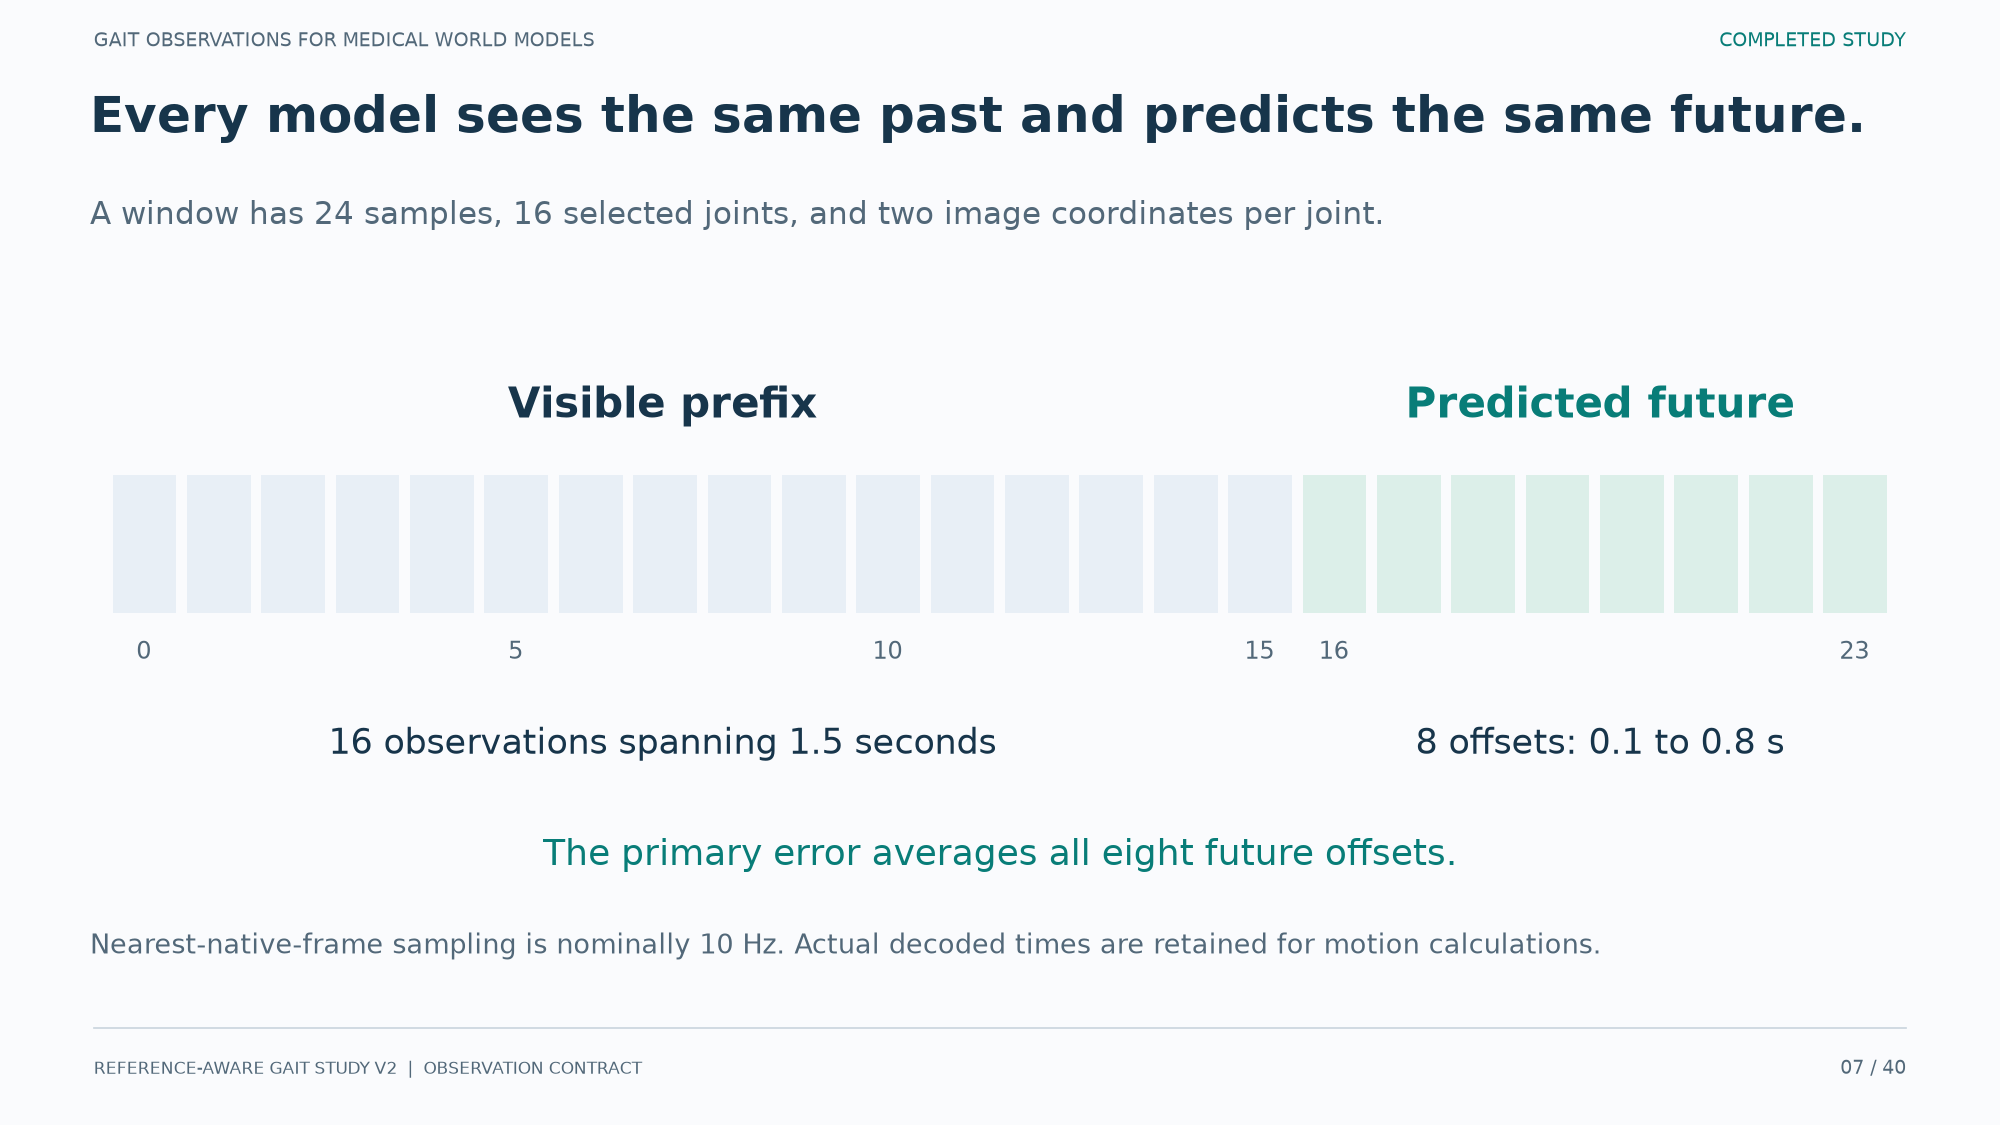 GAIT OBSERVATIONS FOR MEDICAL WORLD MODELS
COMPLETED STUDY
Every model sees the same past and predicts the same future.
A window has 24 samples, 16 selected joints, and two image coordinates per joint.
Visible prefix
Predicted future
0 5 10 15 16 23
16 observations spanning 1.5 seconds
8 offsets: 0.1 to 0.8 s
The primary error averages all eight future offsets.
Nearest-native-frame sampling is nominally 10 Hz. Actual decoded times are retained for motion calculations.
REFERENCE-AWARE GAIT STUDY V2 | OBSERVATION CONTRACT
07 / 40